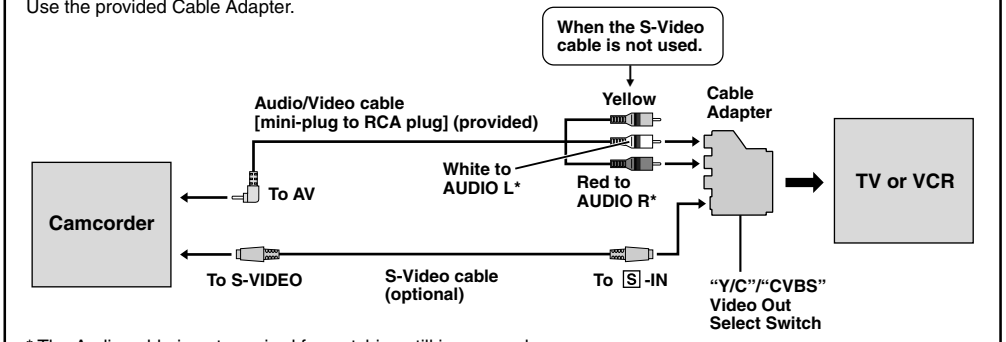 Use the provided Cable Adapter.
When the S-Video
cable is not used.
Audio/Video cable
[mini-plug to RCA plug] (provided)
Yellow
Cable
Adapter
White to
AUDIO L*
Red to
AUDIO R*
To AV
Camcorder
TV or VCR
To S-VIDEO
S-Video cable
(optional)
To S -IN
“Y/C”/“CVBS”
Video Out
Select Switch